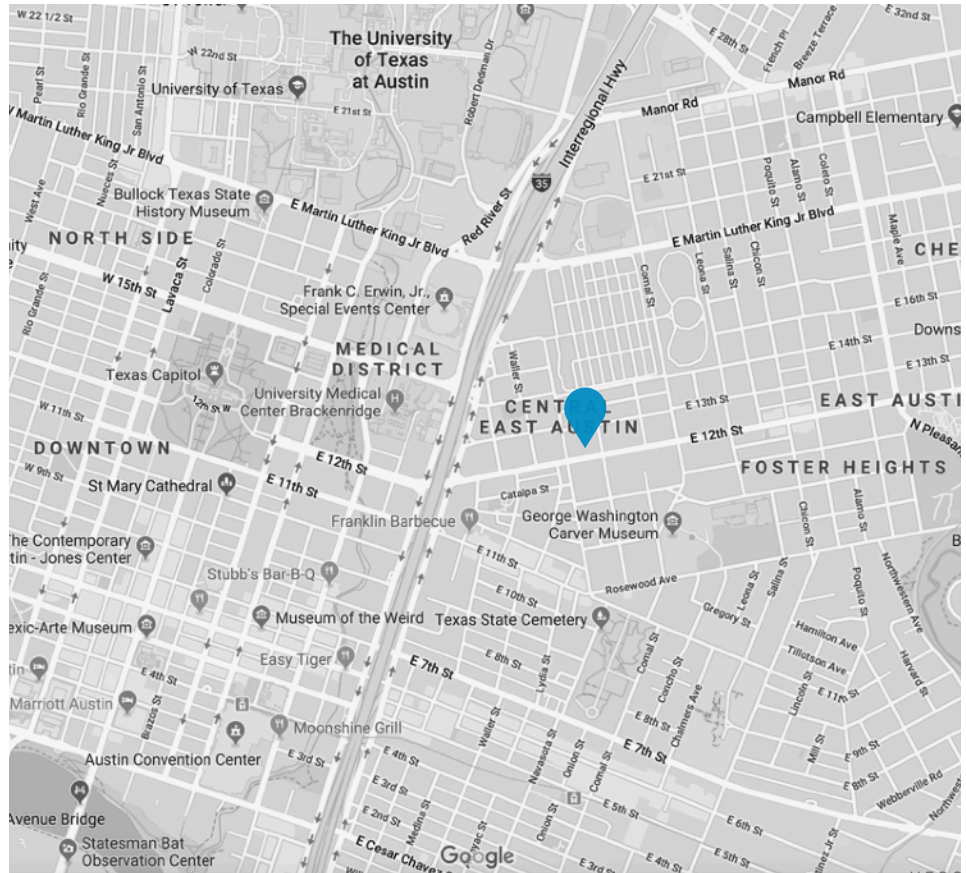 W 22 1/2 St
E 32nd St
The University
of Texas
at Austin
E 28th St
French Pl
Breeze Terrace
W 22nd St
Robert Dedman Dr
Interregional Hwy
Manor Rd
Manor Rd
Pearl St
Rio Grande St
San Antonio St
University of Texas
E 21st St
Campbell Elementary
W Martin Luther King Jr Blvd
35
E 21st St
Poquito St
Alamo St
Coleto St
Nueces St
West Ave
Bullock Texas State
History Museum
E Martin Luther King Jr Blvd
Red River St
E Martin Luther King Jr Blvd
Maple Ave
NORTH SIDE
Colorado St
Lavaca St
Comal St
Leona St
Salina St
Chicon St
CHE
W 15th St
Rio Grande St
Frank C. Erwin, Jr.,
Special Events Center
E 16th St
Downs
MEDICAL
DISTRICT
Waller St
E 14th St
E 13th St
Texas Capitol
University Medical
Center Brackenridge
12th St W
CENTRAL
EAST AUSTIN
E 13th St
EAST AUSTI
W 11th St
N Pleasan
DOWNTOWN
E 12th St
E 12th St
FOSTER HEIGHTS
W 9th St
St Mary Cathedral
E 11th St
Catalpa St
Franklin Barbecue
George Washington
Carver Museum
Chicon St
Alamo St
The Contemporary
tin - Jones Center
E 11th St
B
Stubb's Bar-B-Q
Rosewood Ave
E 10th St
Leona St
Salina St
Poquito St
Northwestern Ave
Museum of the Weird
Texas State Cemetery
Gregory St
exic-Arte Museum
Hamilton Ave
Easy Tiger
E 7th St
E 8th St
Lydia St
Comal St
Concho St
Tillotson Ave
Harvard St
tin
E 4th St
Lincoln St
E 11th St
Marriott Austin
Brazos St
Moonshine Grill
Waller St
Chalmers Ave
E 8th St
Austin Convention Center
E 3rd St
E 4th St
Navasota St
Onion St
Comal St
E 7th St
Mill St
E 9th St
E 8th St
Webberville Rd
Northwest
E 3rd St
E 2nd St
Medina St
E 5th St
Avenue Bridge
Onion St
E 6th St
Statesman Bat
Observation Center
E Cesar Chavez
Google
E 3rd St
E 4th St
E 5th St